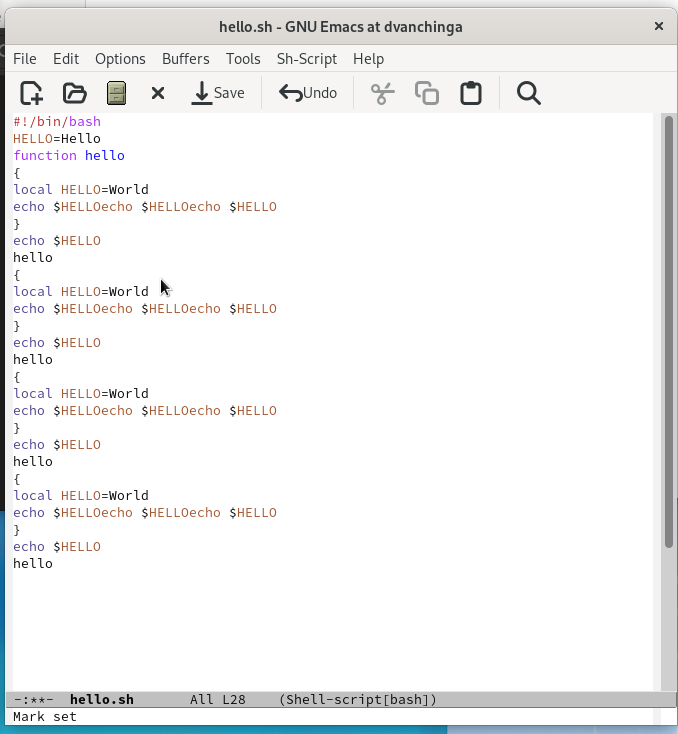 hello.sh - GNU Emacs at dvanchinga
File Edit Options Buffers Tools Sh-Script Help
Save Undo
#!/bin/bash
HELLO=Hello
function hello
{
local HELLO=World
echo $HELLOecho $HELLOecho $HELLO
}
echo $HELLO
hello
{
local HELLO=World
echo $HELLOecho $HELLOecho $HELLO
}
echo $HELLO
hello
{
local HELLO=World
echo $HELLOecho $HELLOecho $HELLO
}
echo $HELLO
hello
{
local HELLO=World
echo $HELLOecho $HELLOecho $HELLO
}
echo $HELLO
hello
-:**- hello.sh All L28 (Shell-script[bash])
Mark set